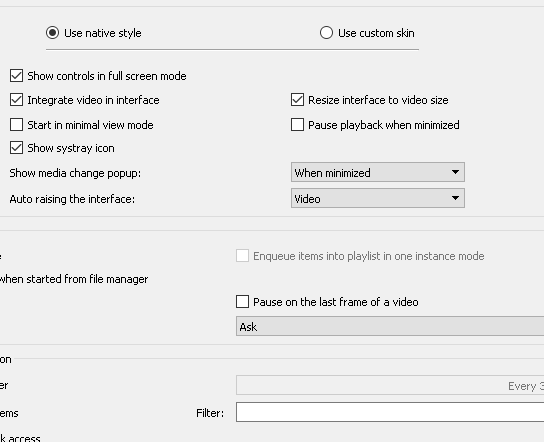 Use native style Use custom skin
Show controls in full screen mode
Integrate video in interface Resize interface to video size
Start in minimal view mode Pause playback when minimized
Show systray icon
Show media change popup: When minimized
Auto raising the interface: Video
Enqueue items into playlist in one instance mode
when started from file manager
Pause on the last frame of a video
Ask
Every 3
Filter:
access